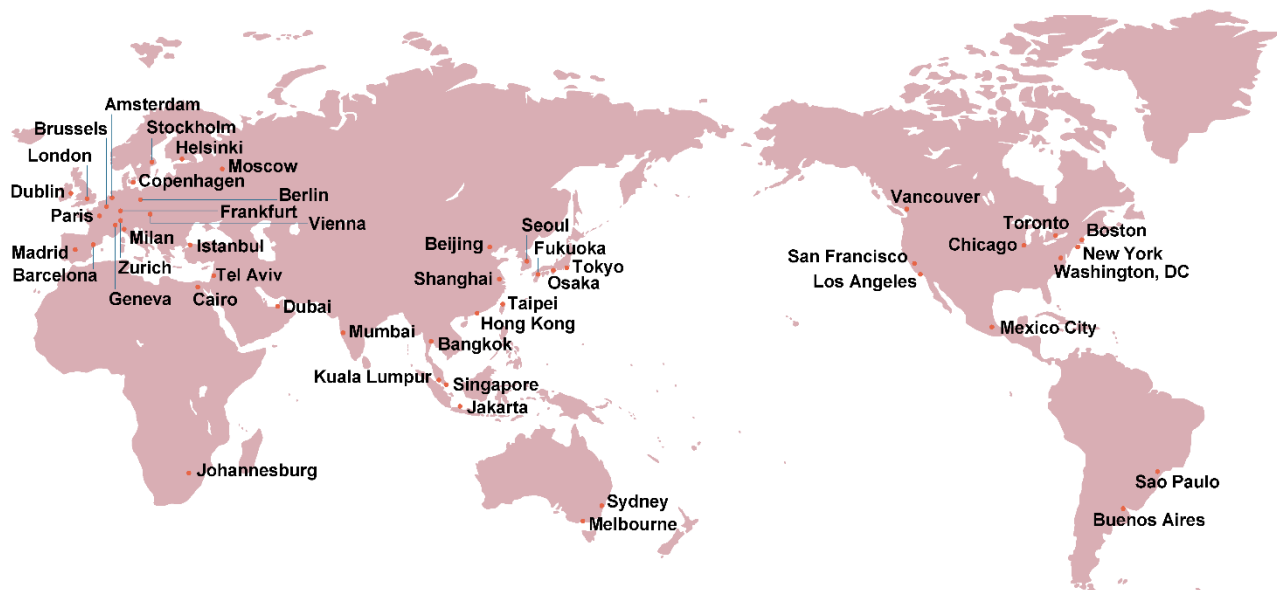 Amsterdam
Brussels
Stockholm
London
Helsinki
Moscow
Dublin
Copenhagen
Berlin
Paris
Frankfurt
Vienna
Milan
Madrid
Istanbul
Barcelona
Zurich
Tel Aviv
Geneva
Cairo
Dubai
Mumbai
Beijing
Seoul
Fukuoka
Tokyo
Osaka
Shanghai
Taipei
Hong Kong
Bangkok
Kuala Lumpur
Singapore
Jakarta
Johannesburg
Sydney
Melbourne
Vancouver
Toronto
Boston
Chicago
New York
San Francisco
Washington, DC
Los Angeles
Mexico City
Sao Paulo
Buenos Aires